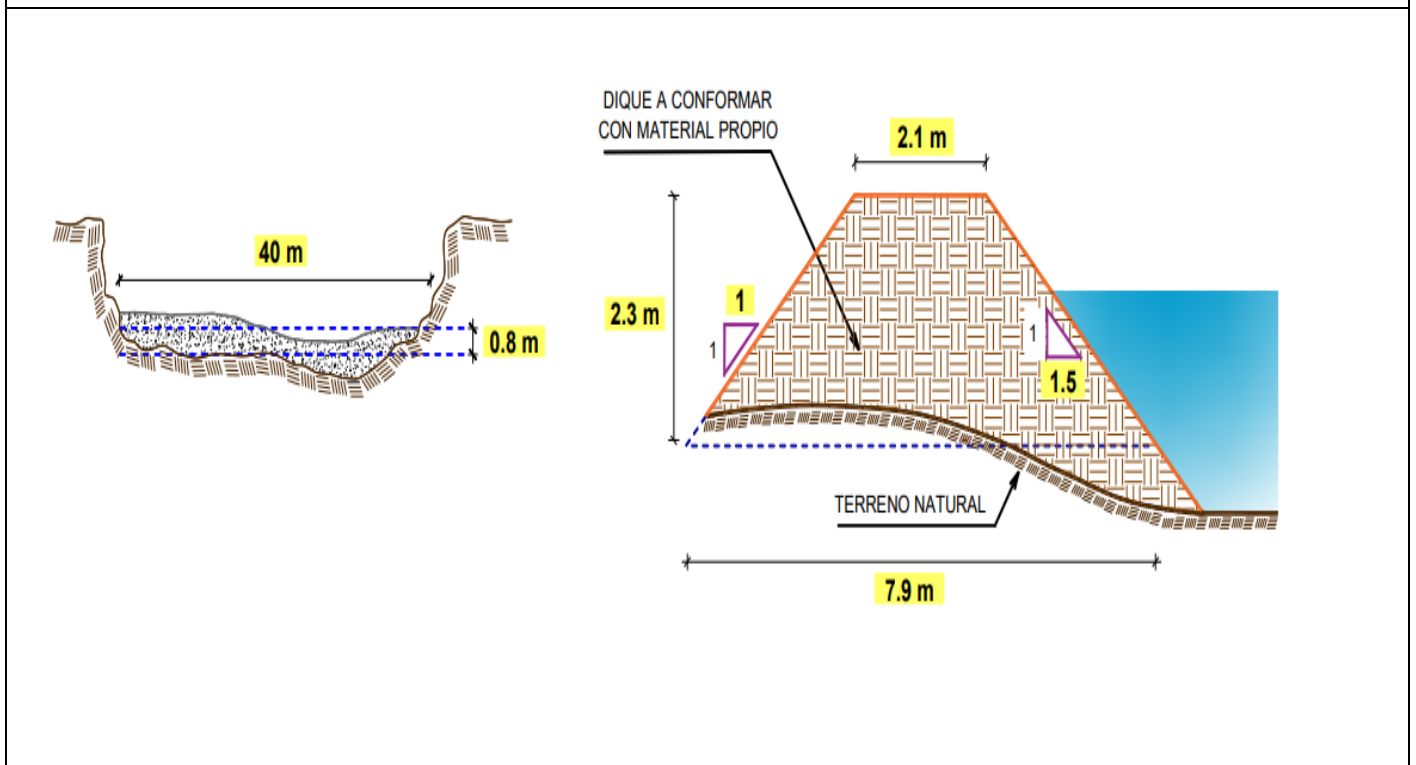 DIQUE A CONFORMAR
CON MATERIAL PROPIO
2.1 m
40 m
0.8 m
2.3 m
1
1
1
1.5
TERRENO NATURAL
7.9 m